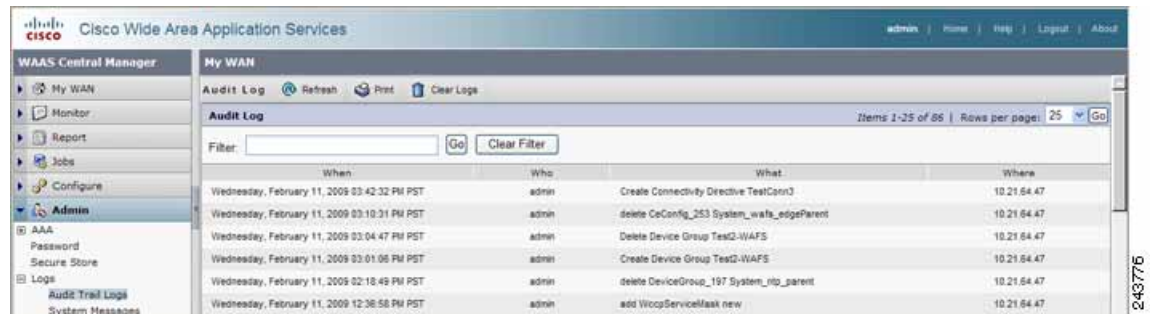 cisco Cisco Wide Area Application Services admin | Home | Help | Logout | About
WAAS Central Manager My WAN
My WAN Audit Log Refresh Print Clear Logs
Monitor Audit Log Items 1-25 of 86 | Rows per page: 25 Go
Report Filter: Go Clear Filter
Jobs When Who What Where
Configure Wednesday, February 11, 2009 03:42:32 PM PST admin Create Connectivity Directive TestConn3 10.21.64.47
Admin Wednesday, February 11, 2009 03:10:31 PM PST admin delete CeConfig_253 System_wafs_edgeParent 10.21.64.47
AAA
Password Wednesday, February 11, 2009 03:04:47 PM PST admin Delete Device Group Test2-WAFS 10.21.64.47
Secure Store Wednesday, February 11, 2009 03:01:06 PM PST admin Create Device Group Test2-WAFS 10.21.64.47
Logs Wednesday, February 11, 2009 02:18:49 PM PST admin delete DeviceGroup_197 System_ntp_parent 10.21.64.47
Audit Trail Logs
System Messages Wednesday, February 11, 2009 12:36:58 PM PST admin add WccpServiceMask new 10.21.64.47
243776